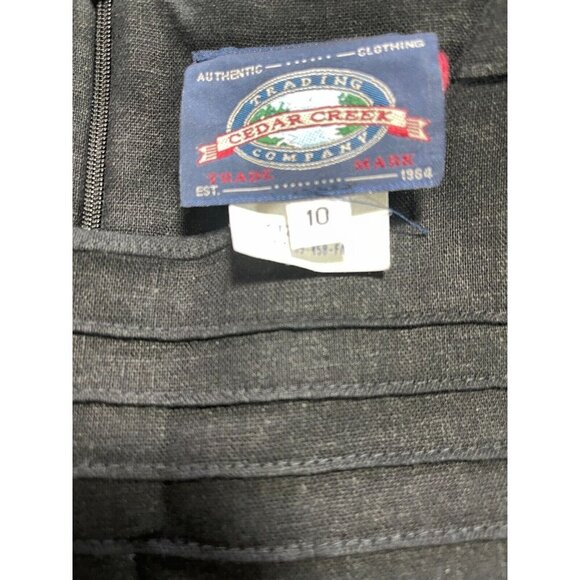 AUTHENTIC CLOTHING
TRADING
CEDAR CREEK
COMPANY
TRADE MARK
EST. 1984
10